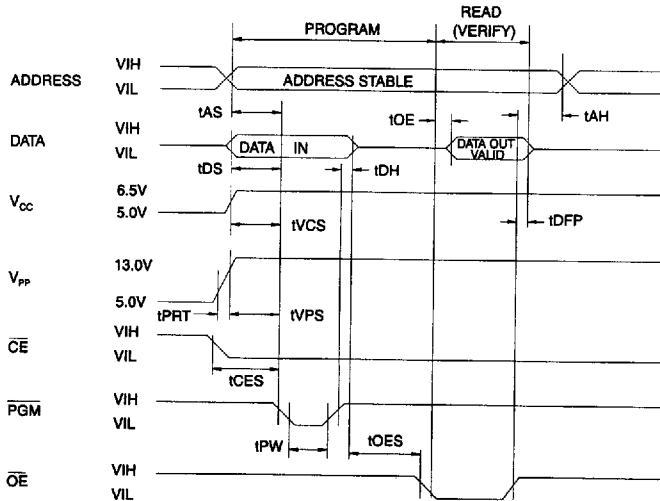 PROGRAM
READ
(VERIFY)
ADDRESS
VIH
VIL
ADDRESS STABLE
tAS
tOE
tAH
DATA
VIH
VIL
DATA IN
DATA OUT
VALID
tDS
tDH
VCC
6.5V
5.0V
tVCS
tDFP
VPP
13.0V
5.0V
tPRT
tVPS
CE
VIH
VIL
tCES
PGM
VIH
VIL
tPW
tOES
OE
VIH
VIL